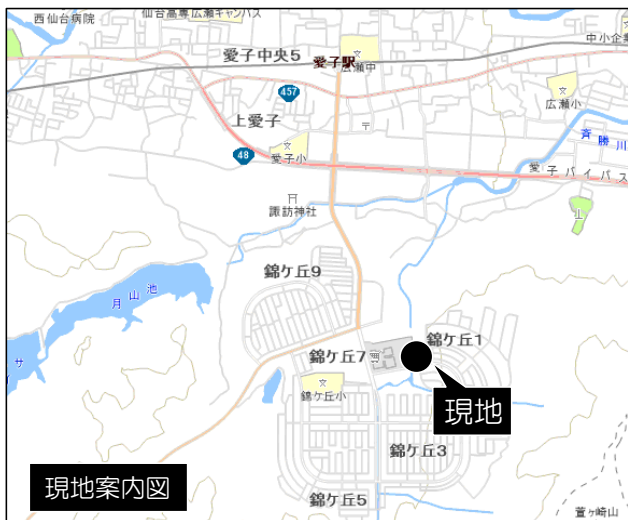 西仙台病院
仙台高専広瀬キャンパス
中小企業
愛子中央5
愛子駅
広瀬中
457
広瀬小
上愛子
斉勝川
愛子小
48
愛子バイパス
諏訪神社
錦ケ丘9
月山池
サ
錦ケ丘1
錦ケ丘7
錦ケ丘小
現地
錦ケ丘3
現地案内図
錦ケ丘5
萱ヶ崎山